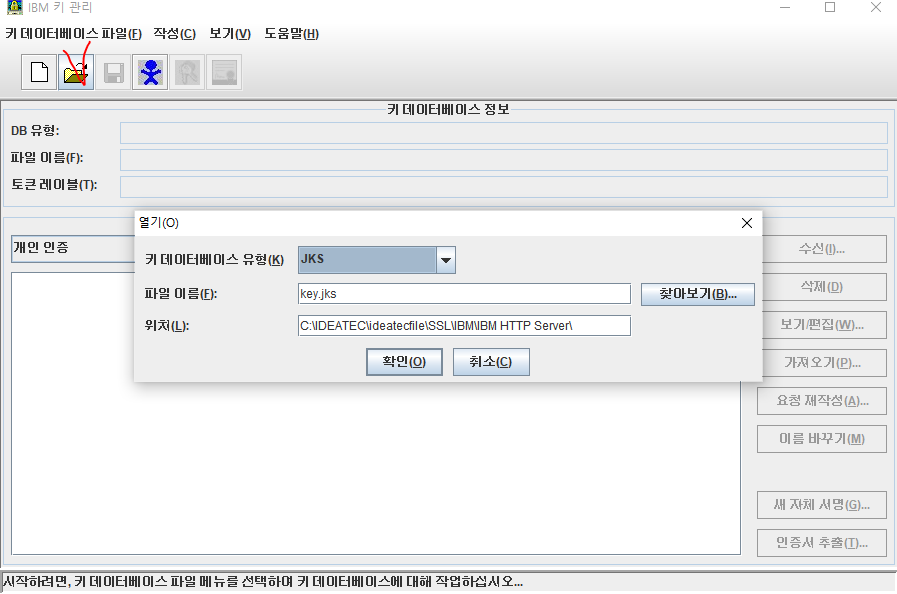 IBM 키 관리
키 데이터베이스 파일(F) 작성(C) 보기(V) 도움말(H)
키 데이터베이스 정보
DB 유형:
파일 이름(F):
토큰 레이블(T):
열기(O)
키 데이터베이스 유형(K) JKS
파일 이름(F): key.jks 찾아보기(B)...
위치(L): C:\IDEATEC\ideatecfile\SSL\IBM\IBM HTTP Server\
확인(O) 취소(C)
개인 인증
수신(I)...
삭제(D)
보기/편집(W)...
가져오기(P)...
요청 재작성(A)...
이름 바꾸기(M)
새 자체 서명(G)...
인증서 추출(T)...
시작하려면, 키 데이터베이스 파일 메뉴를 선택하여 키 데이터베이스에 대해 작업하십시오...